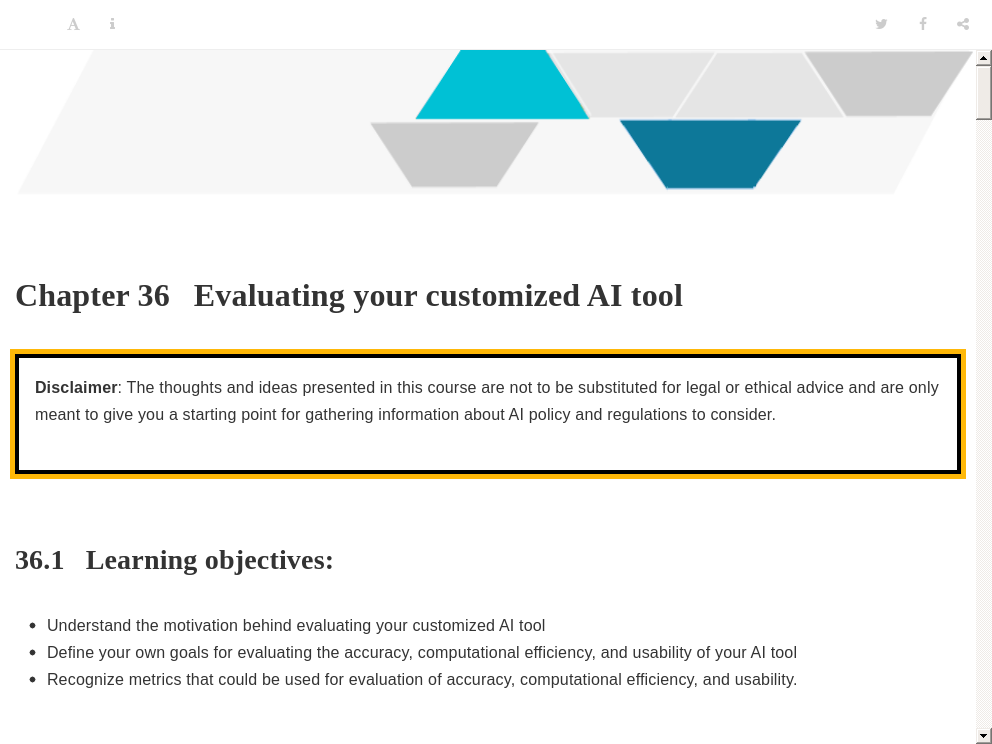 Chapter 36 Evaluating your customized AI tool
Disclaimer: The thoughts and ideas presented in this course are not to be substituted for legal or ethical advice and are only
meant to give you a starting point for gathering information about AI policy and regulations to consider.
36.1 Learning objectives:
• Understand the motivation behind evaluating your customized AI tool
• Define your own goals for evaluating the accuracy, computational efficiency, and usability of your AI tool
• Recognize metrics that could be used for evaluation of accuracy, computational efficiency, and usability.